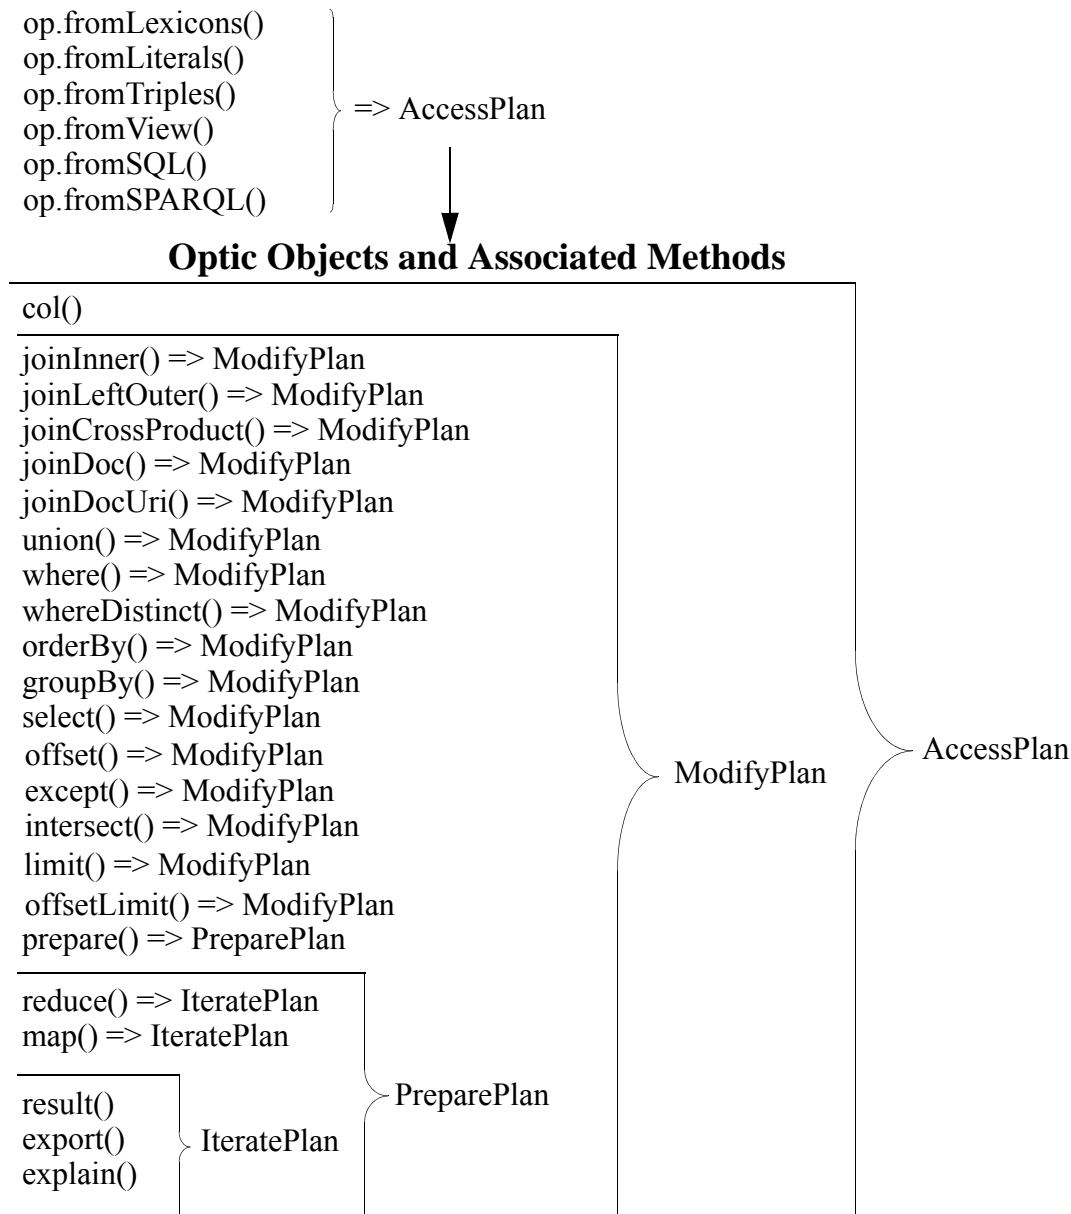 op.fromLexicons()
op.fromLiterals()
op.fromTriples()
=> AccessPlan
op.fromView()
op.fromSQL()
op.fromSPARQL()
Optic Objects and Associated Methods
col()
joinInner() => ModifyPlan
joinLeftOuter() => ModifyPlan
joinCrossProduct() => ModifyPlan
joinDoc() => ModifyPlan
joinDocUri() => ModifyPlan
union() => ModifyPlan
where() => ModifyPlan
whereDistinct() => ModifyPlan
orderBy() => ModifyPlan
groupBy() => ModifyPlan
select() => ModifyPlan
offset() => ModifyPlan
AccessPlan
ModifyPlan
except() => ModifyPlan
intersect() => ModifyPlan
limit() => ModifyPlan
offsetLimit() => ModifyPlan
prepare() => PreparePlan
reduce() => IteratePlan
map() => IteratePlan
PreparePlan
result()
export()
IteratePlan
explain()